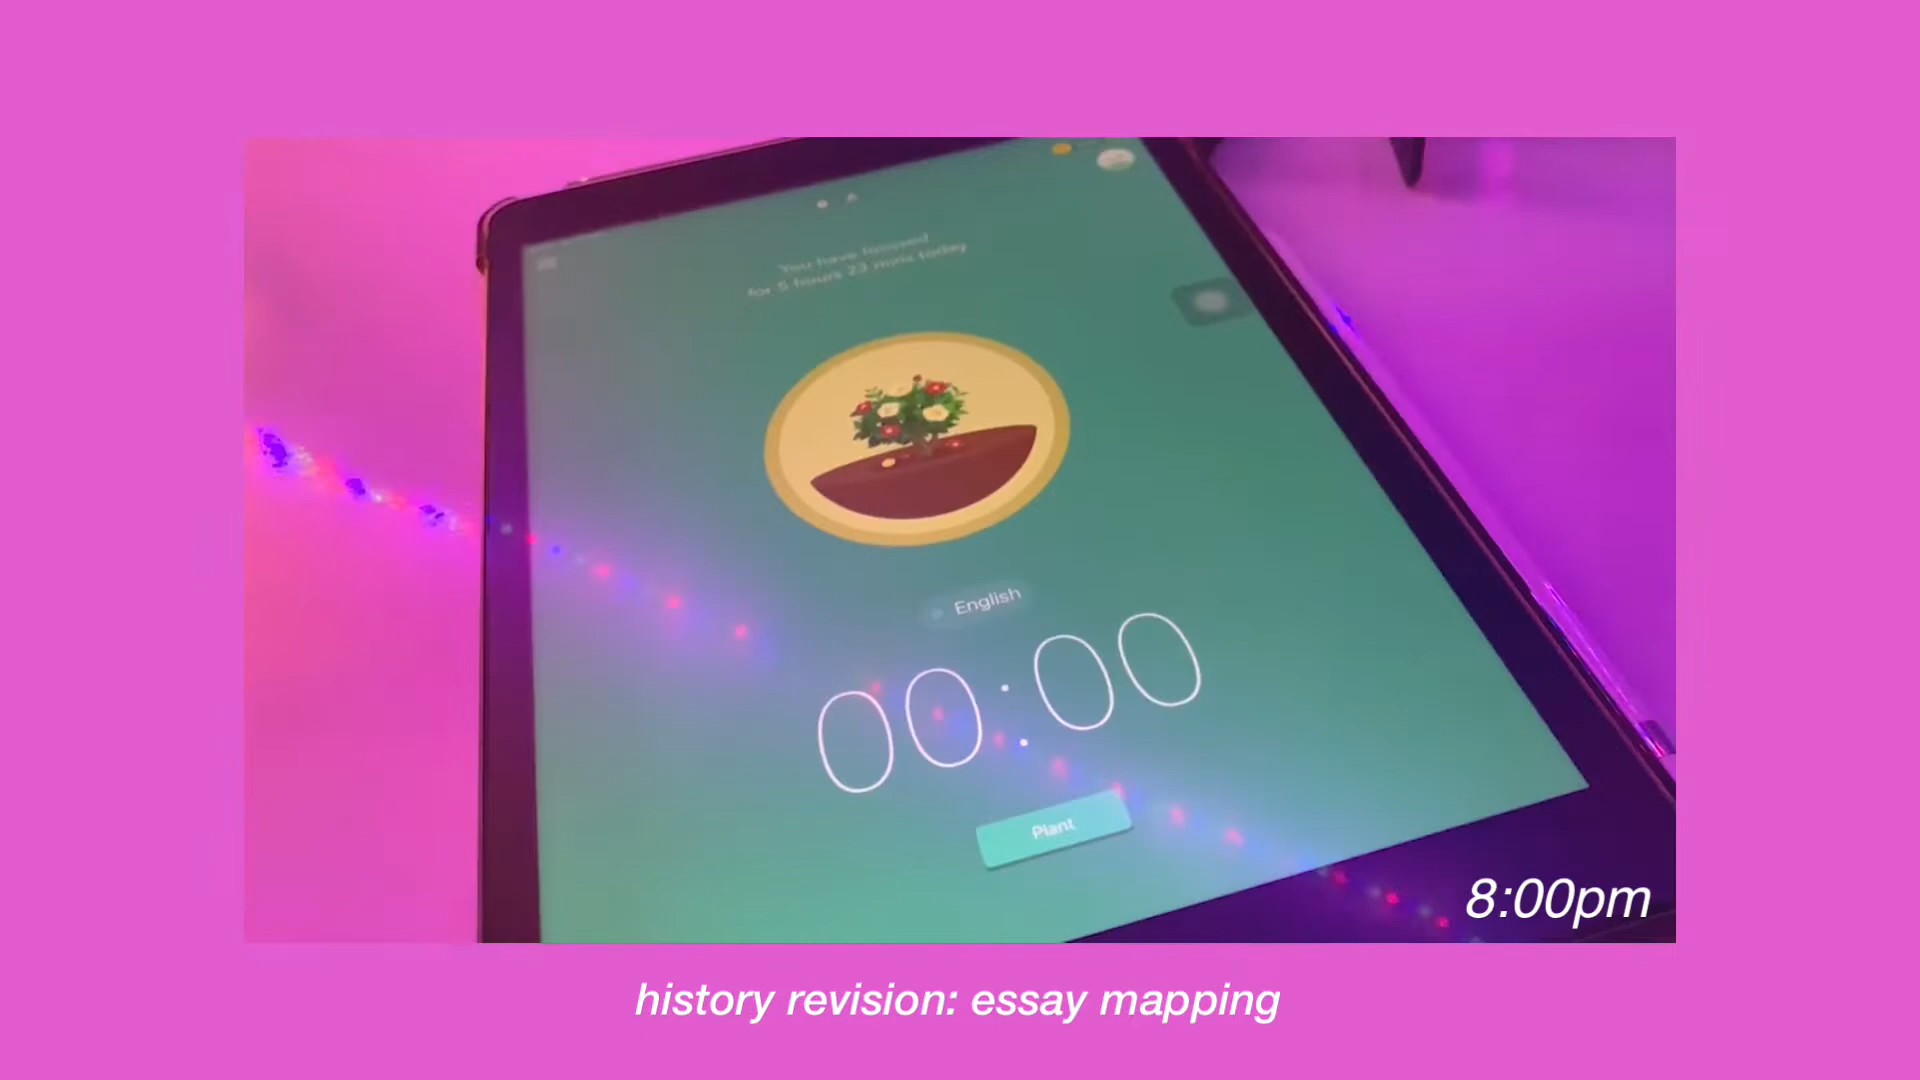 You have focused
for 5 hours 23 mins today
English
00:00
Plant
8:00pm
history revision: essay mapping